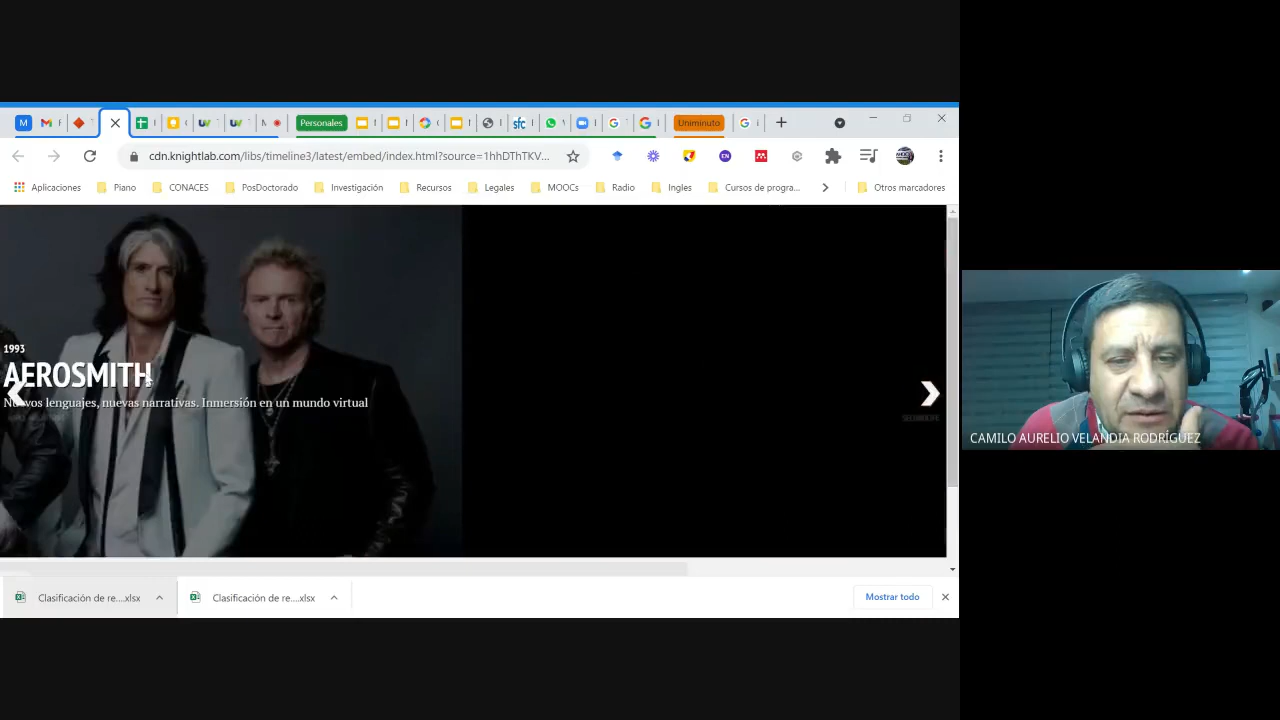 Personales
Uniminuto
cdn.knightlab.com/libs/timeline3/latest/embed/index.html?source=1hhDThTKV...
Aplicaciones
Piano
CONACES
PosDoctorado
Investigación
Recursos
Legales
MOOCs
Radio
Ingles
Cursos de progra...
Otros marcadores
1993
AEROSMITH
Nuevos lenguajes, nuevas narrativas. Inmersión en un mundo virtual
CAMILO AURELIO VELANDIA RODRÍGUEZ
Clasificación de re....xlsx
Clasificación de re....xlsx
Mostrar todo